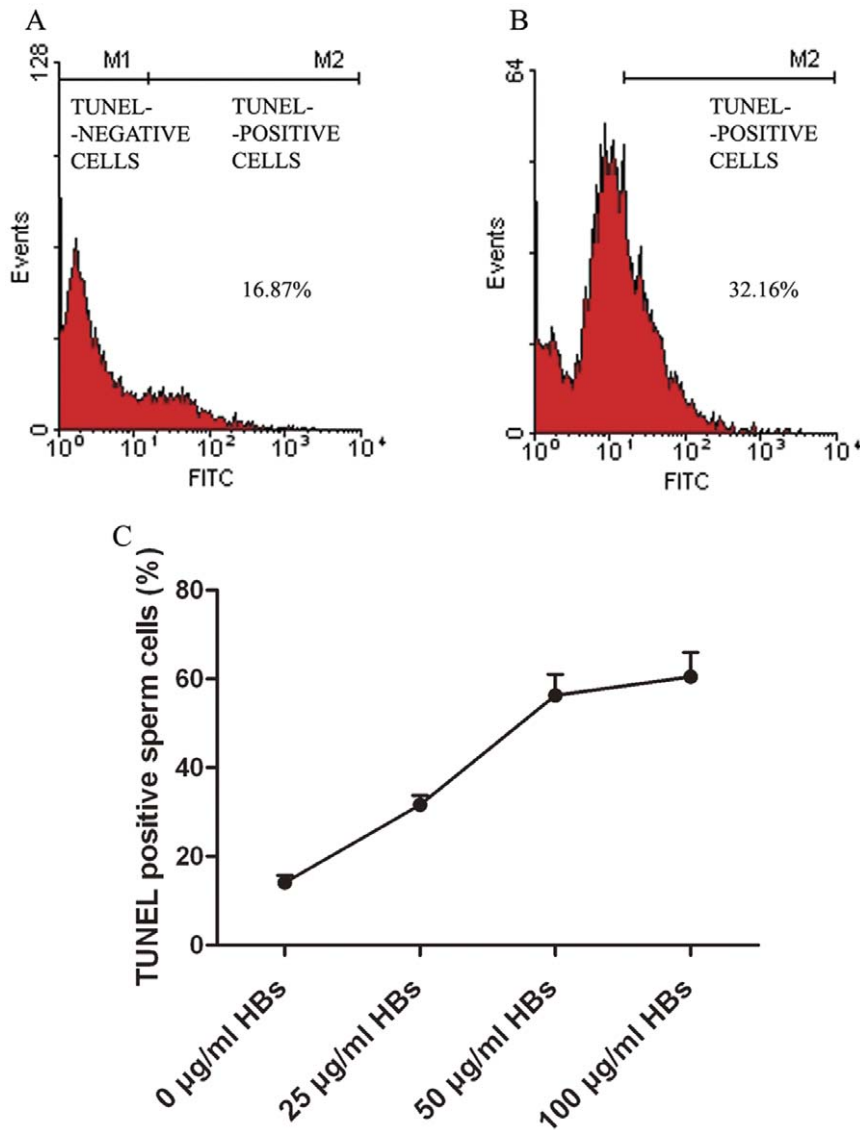 A
128
M1 M2
TUNEL-
-NEGATIVE
CELLS
TUNEL-
-POSITIVE
CELLS
Events
16.87%
0
10⁰ 10¹ 10² 10³ 10⁴
FITC
B
64
M2
TUNEL-
-POSITIVE
CELLS
Events
32.16%
0
10⁰ 10¹ 10² 10³ 10⁴
FITC
C
TUNEL positive sperm cells (%)
80
60
40
20
0
0 µg/ml HBs
25 µg/ml HBs
50 µg/ml HBs
100 µg/ml HBs